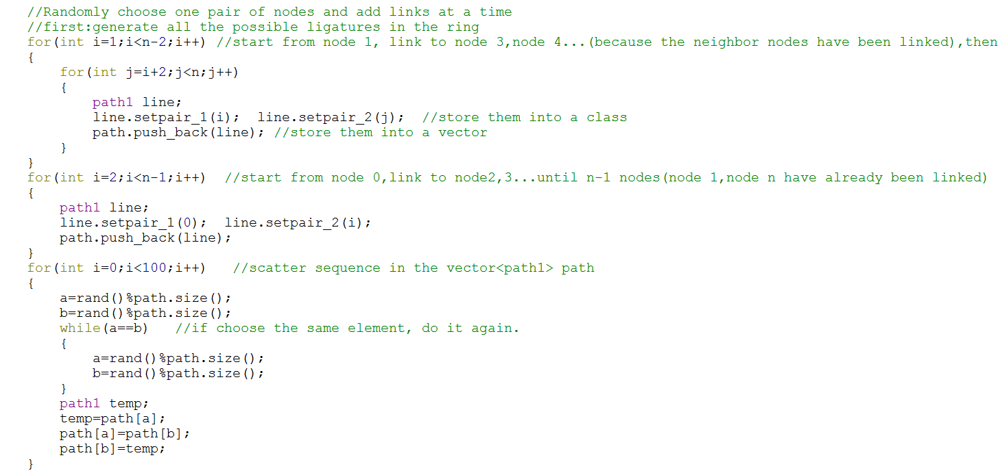 //Randomly choose one pair of nodes and add links at a time
//first:generate all the possible ligatures in the ring
for(int i=1;i<n-2;i++) //start from node 1, link to node 3,node 4...(because the neighbor nodes have been linked),then
{
    for(int j=i+2;j<n;j++)
    {
        path1 line;
        line.setpair_1(i);  line.setpair_2(j);  //store them into a class
        path.push_back(line); //store them into a vector
    }
}
for(int i=2;i<n-1;i++)  //start from node 0,link to node2,3...until n-1 nodes(node 1,node n have already been linked)
{
    path1 line;
    line.setpair_1(0);  line.setpair_2(i);
    path.push_back(line);
}
for(int i=0;i<100;i++)   //scatter sequence in the vector<path1> path
{
    a=rand()%path.size();
    b=rand()%path.size();
    while(a==b)   //if choose the same element, do it again.
    {
        a=rand()%path.size();
        b=rand()%path.size();
    }
    path1 temp;
    temp=path[a];
    path[a]=path[b];
    path[b]=temp;
}